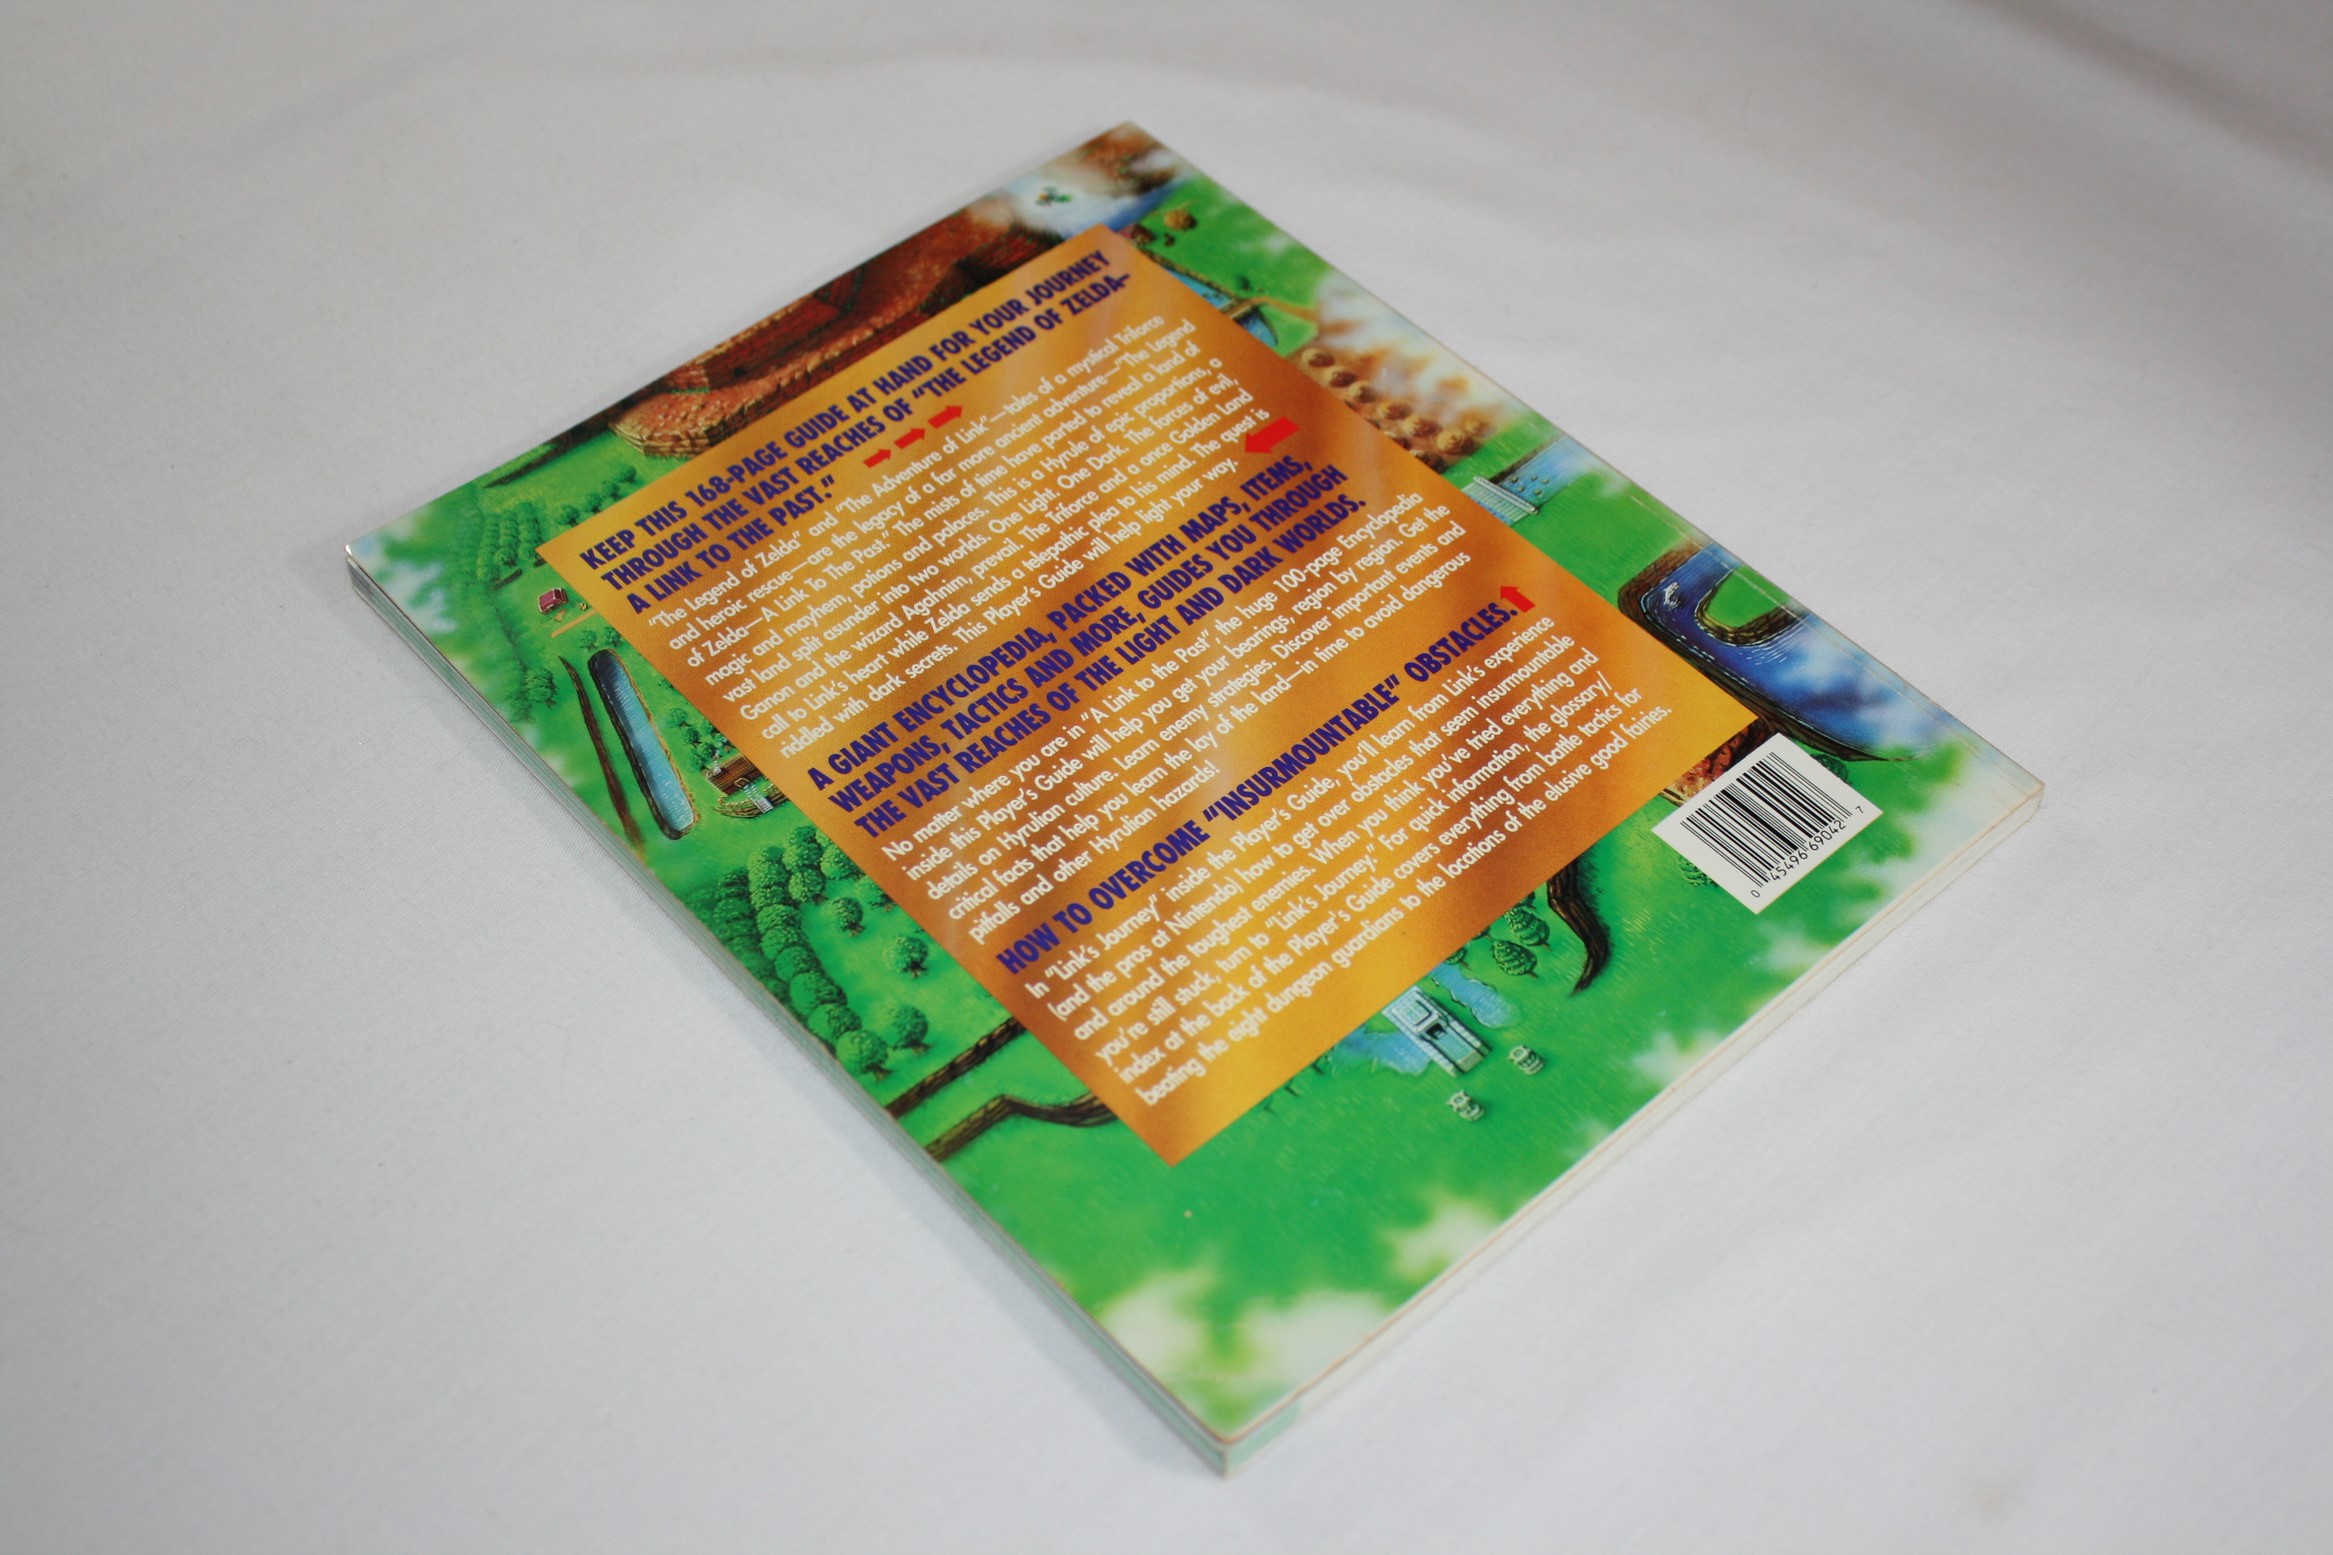 KEEP THIS 168-PAGE GUIDE AT HAND FOR YOUR JOURNEY
THROUGH THE VAST REACHES OF "THE LEGEND OF ZELDA–
A LINK TO THE PAST."
"The Legend of Zelda" and "The Adventure of Link"—tales of a mystical Triforce
and heroic rescue—are the legacy of a far more ancient adventure—"The Legend
of Zelda—A Link To The Past." The mists of time have parted to reveal a land of
magic and mayhem, potions and palaces. This is a Hyrule of epic proportions, a
vast land split asunder into two worlds. One Light. One Dark. The forces of evil,
Ganon and the wizard Agahnim, prevail. The Triforce and a once Golden Land
call to Link's heart while Zelda sends a telepathic plea to his mind. The quest is
riddled with dark secrets. This Player's Guide will help light your way.
A GIANT ENCYCLOPEDIA, PACKED WITH MAPS, ITEMS,
WEAPONS, TACTICS AND MORE, GUIDES YOU THROUGH
THE VAST REACHES OF THE LIGHT AND DARK WORLDS.
No matter where you are in "A Link to the Past", the huge 100-page Encyclopedia
inside this Player's Guide will help you get your bearings, region by region. Get the
details on Hyrulian culture. Learn enemy strategies. Discover important events and
critical facts that help you learn the lay of the land—in time to avoid dangerous
pitfalls and other Hyrulian hazards!
HOW TO OVERCOME "INSURMOUNTABLE" OBSTACLES.
In "Link's Journey" inside the Player's Guide, you'll learn from Link's experience
(and the pros at Nintendo) how to get over obstacles that seem insurmountable
and around the toughest enemies. When you think you've tried everything and
you're still stuck, turn to "Link's Journey." For quick information, the glossary/
index at the back of the Player's Guide covers everything from battle tactics for
beating the eight dungeon guardians to the locations of the elusive good fairies.
0 45496 69042 7